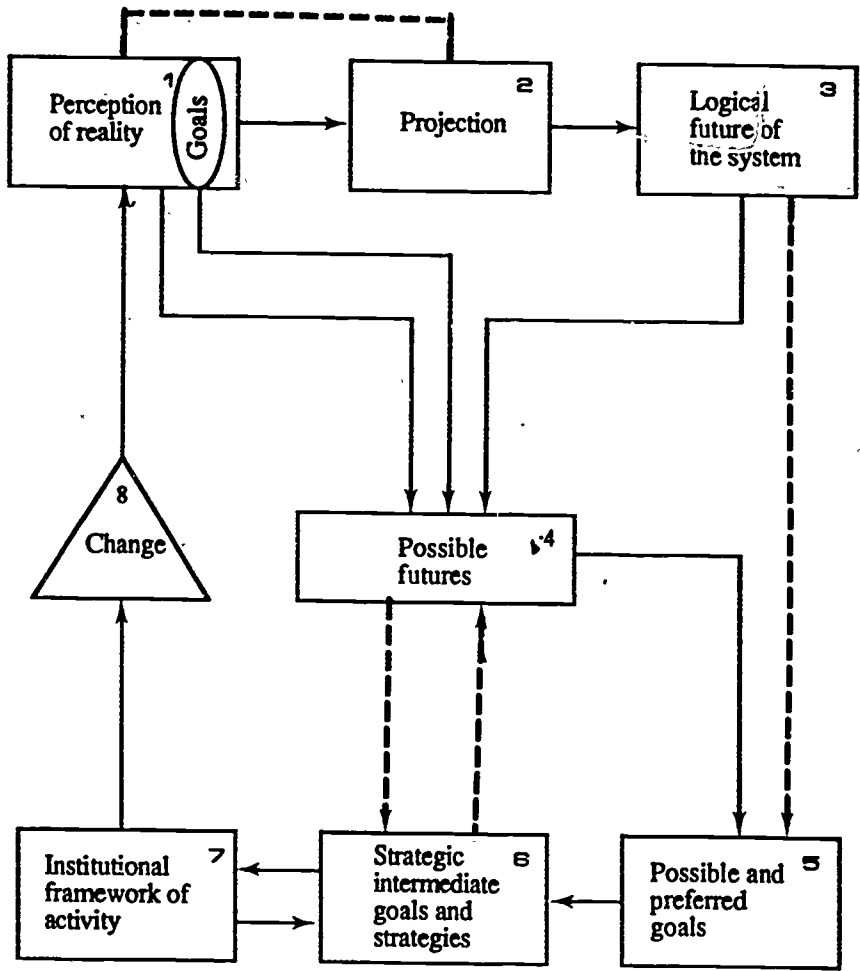 1
Perception
of reality
Goals
2
Projection
3
Logical
future of
the system
8
Change
4
Possible
futures
7
Institutional
framework of
activity
6
Strategic
intermediate
goals and
strategies
5
Possible and
preferred
goals